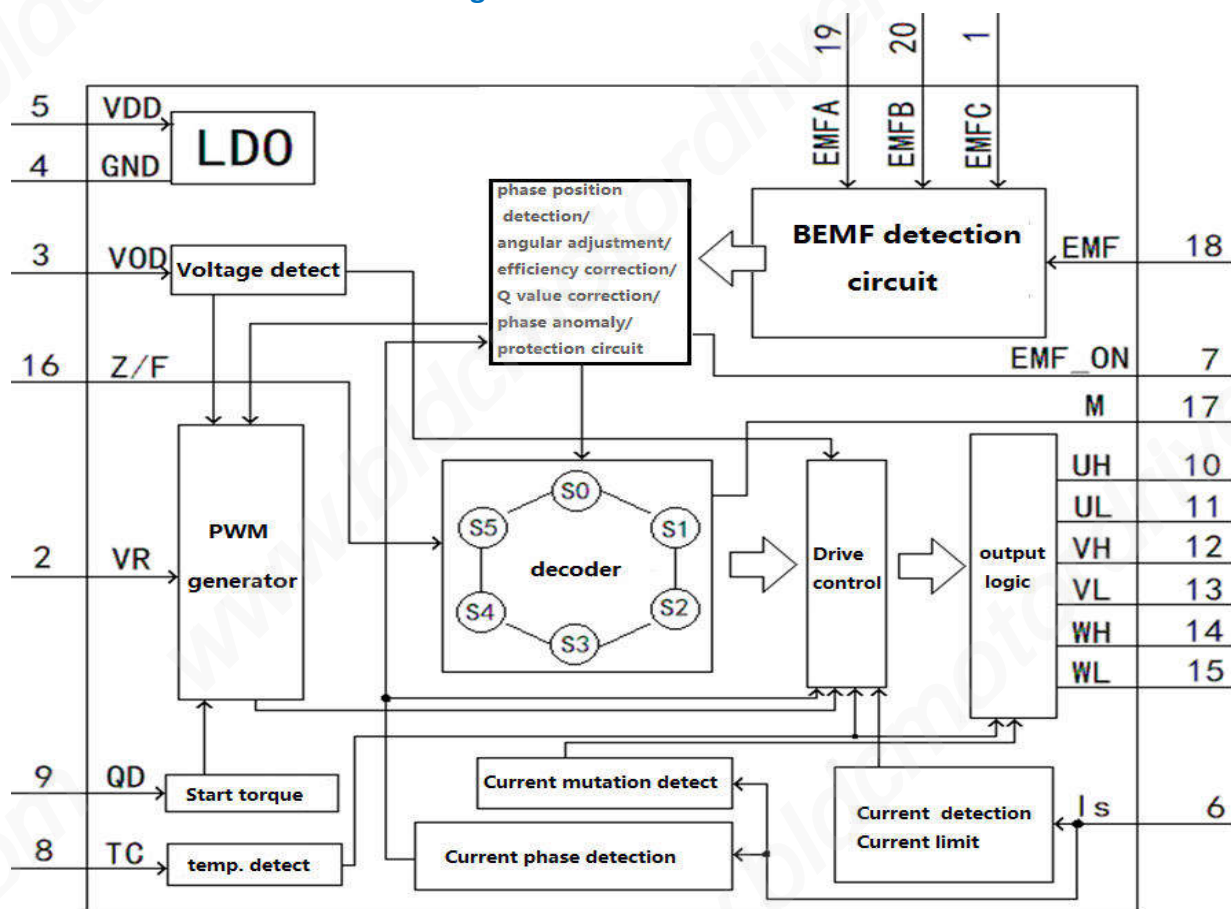 19
20
1
EMFA
EMFB
EMFC
5 VDD
LDO
4 GND
3 VOD
Voltage detect
phase position
detection/
angular adjustment/
efficiency correction/
Q value correction/
phase anomaly/
protection circuit
BEMF detection
circuit
EMF 18
16 Z/F
EMF_ON 7
M 17
UH 10
UL 11
VH 12
VL 13
WH 14
WL 15
PWM
generator
2 VR
S0
S1
S2
S3
S4
S5
decoder
Drive
control
output
logic
9 QD
Start torque
8 TC
temp. detect
Current mutation detect
Current phase detection
Current detection
Current limit
Is 6